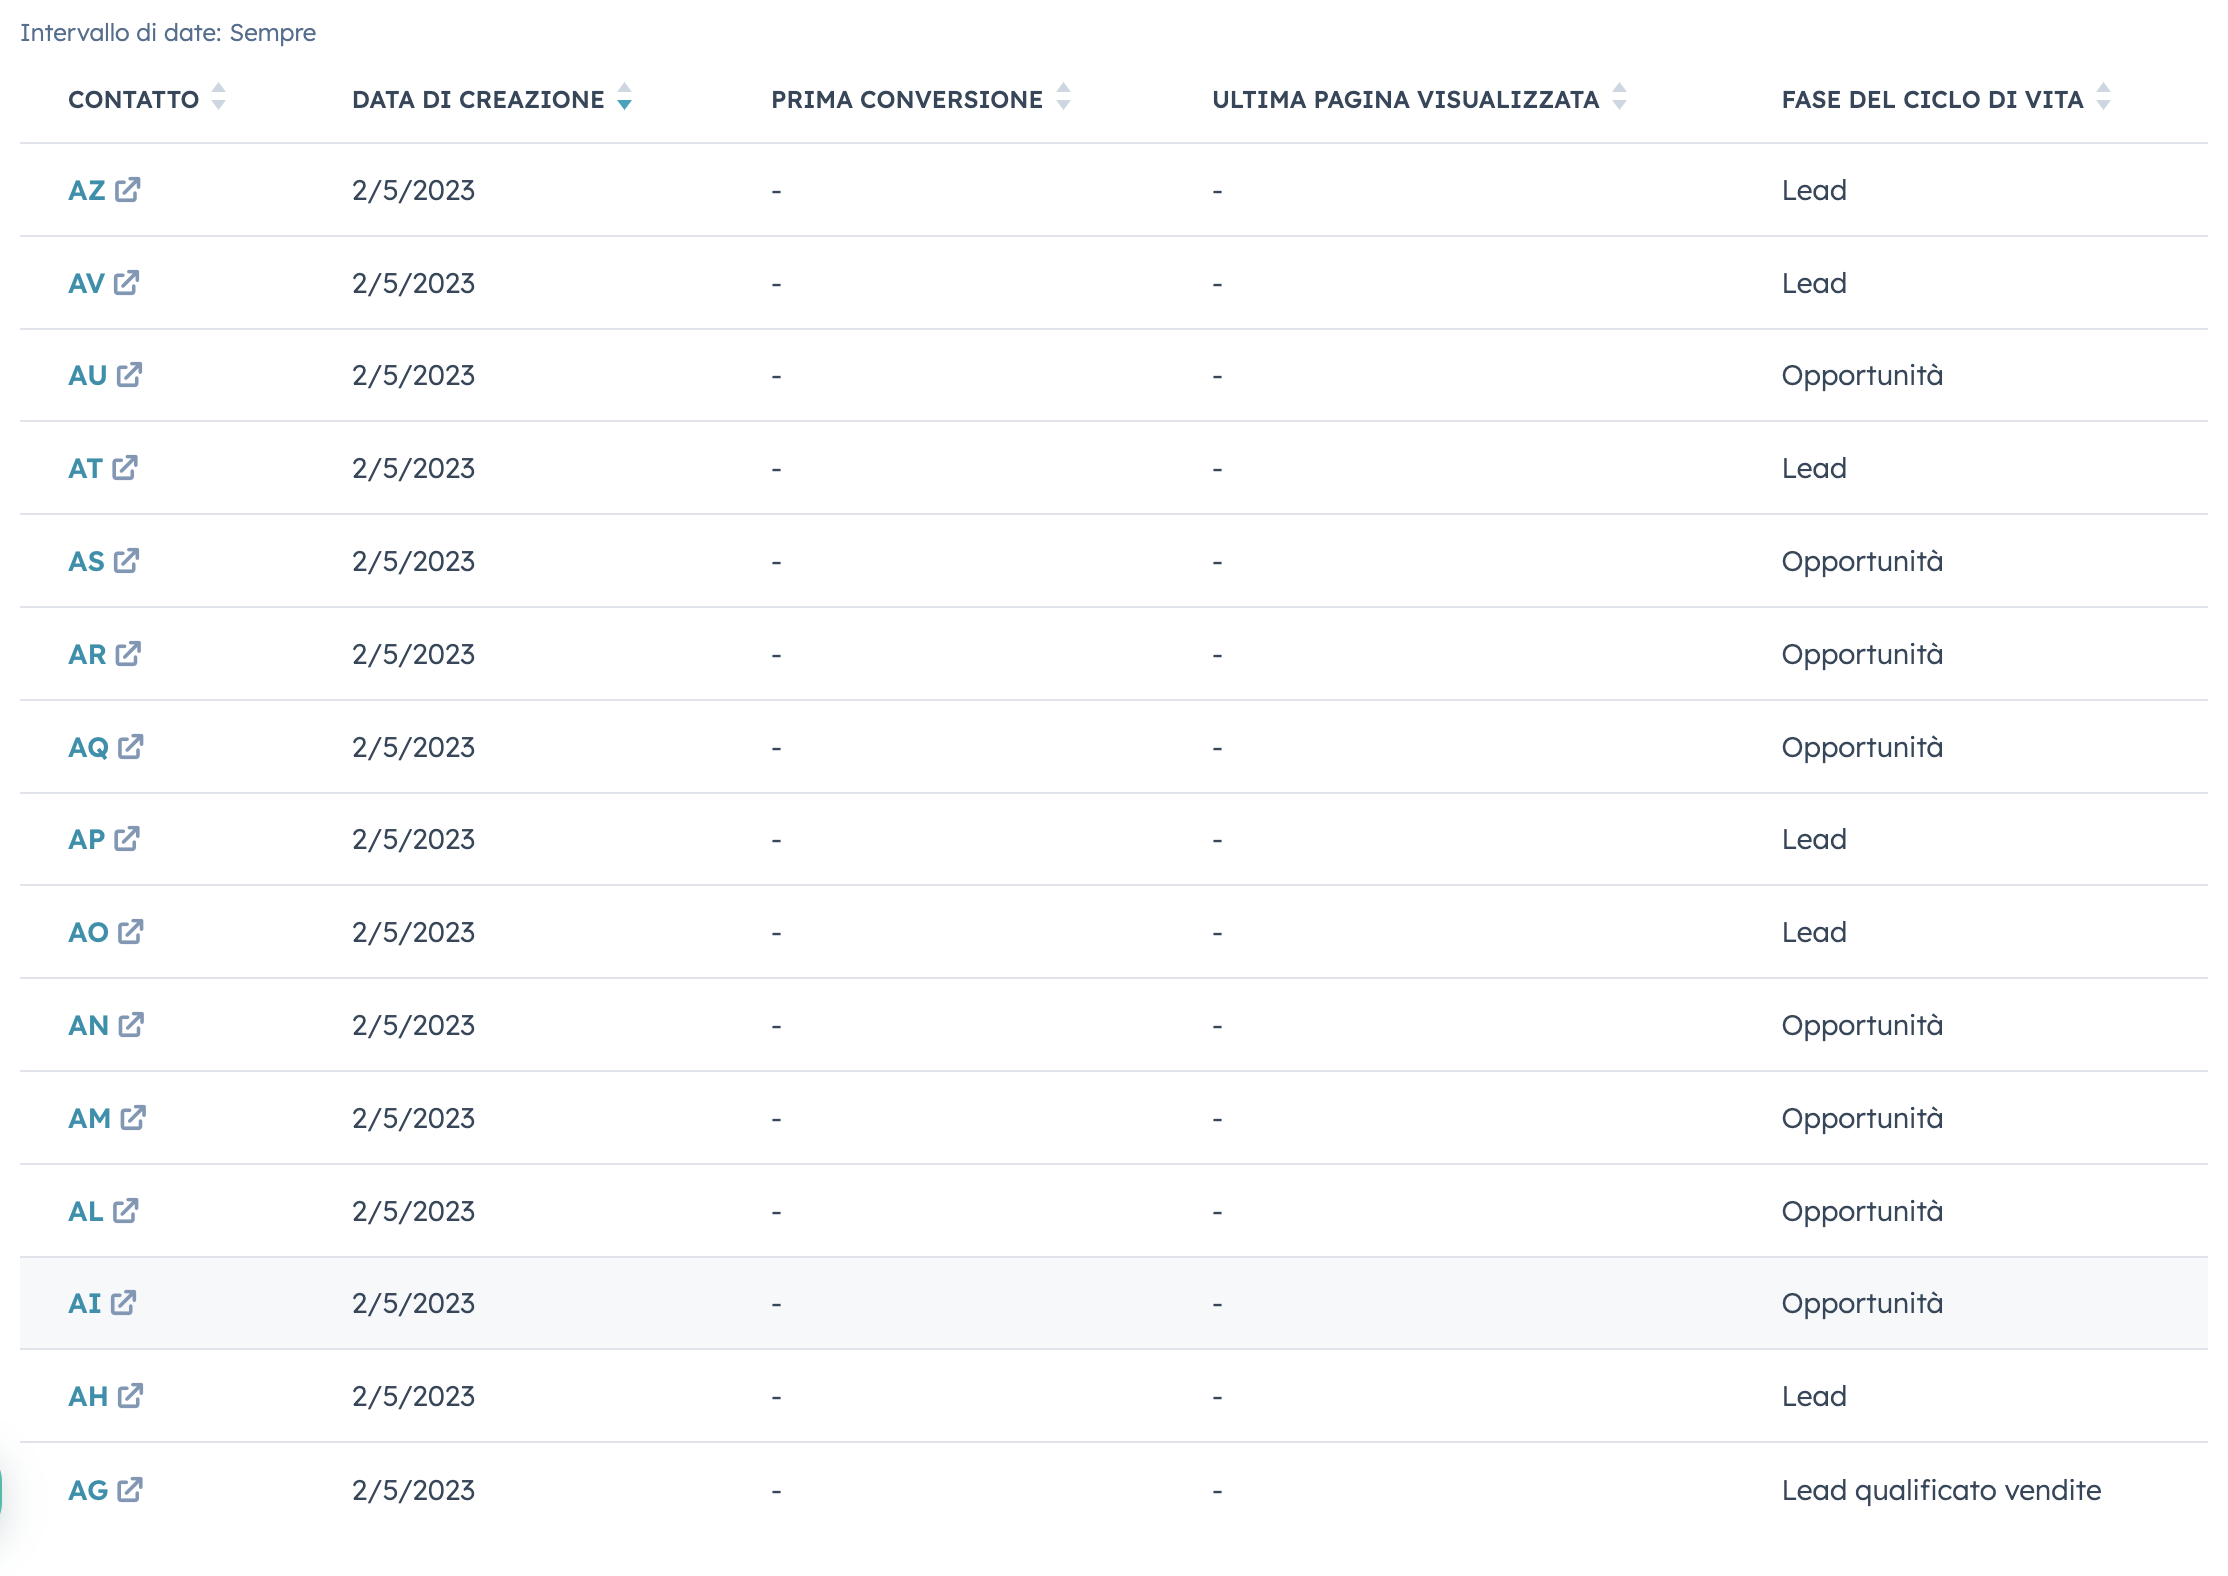 Intervallo di date: Sempre
CONTATTO DATA DI CREAZIONE PRIMA CONVERSIONE ULTIMA PAGINA VISUALIZZATA FASE DEL CICLO DI VITA
AZ 2/5/2023 - - Lead
AV 2/5/2023 - - Lead
AU 2/5/2023 - - Opportunità
AT 2/5/2023 - - Lead
AS 2/5/2023 - - Opportunità
AR 2/5/2023 - - Opportunità
AQ 2/5/2023 - - Opportunità
AP 2/5/2023 - - Lead
AO 2/5/2023 - - Lead
AN 2/5/2023 - - Opportunità
AM 2/5/2023 - - Opportunità
AL 2/5/2023 - - Opportunità
AI 2/5/2023 - - Opportunità
AH 2/5/2023 - - Lead
AG 2/5/2023 - - Lead qualificato vendite